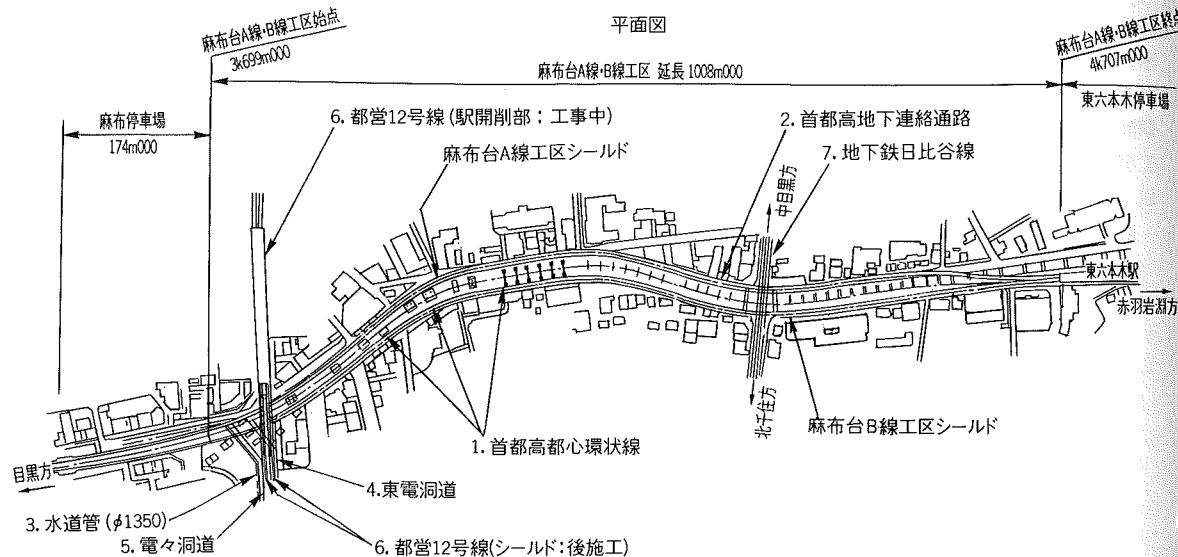 平面図
麻布台A線・B線工区始点
3k699m000
麻布台A線・B線工区終点
4k707m000
麻布台A線・B線工区 延長 1008m000
東六本木停車場
麻布停車場
174m000
6. 都営12号線 (駅開削部 : 工事中)
麻布台A線工区シールド
2. 首都高地下連絡通路
7. 地下鉄日比谷線
中目黒方
東六本木駅
赤羽岩淵方
北千住方
麻布台B線工区シールド
1. 首都高都心環状線
目黒方
4.東電洞道
3. 水道管 (φ1350)
5. 電々洞道
6. 都営12号線(シールド:後施工)